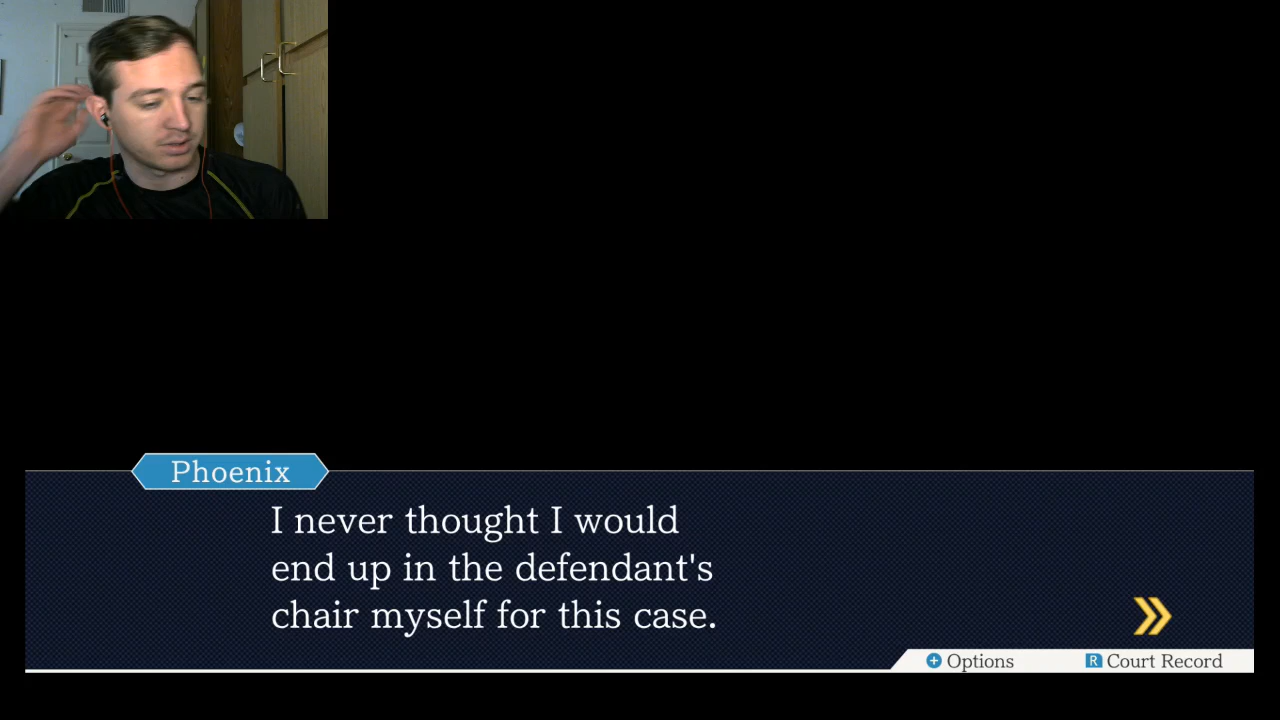 Phoenix
I never thought I would
end up in the defendant's
chair myself for this case.
+ Options
R Court Record